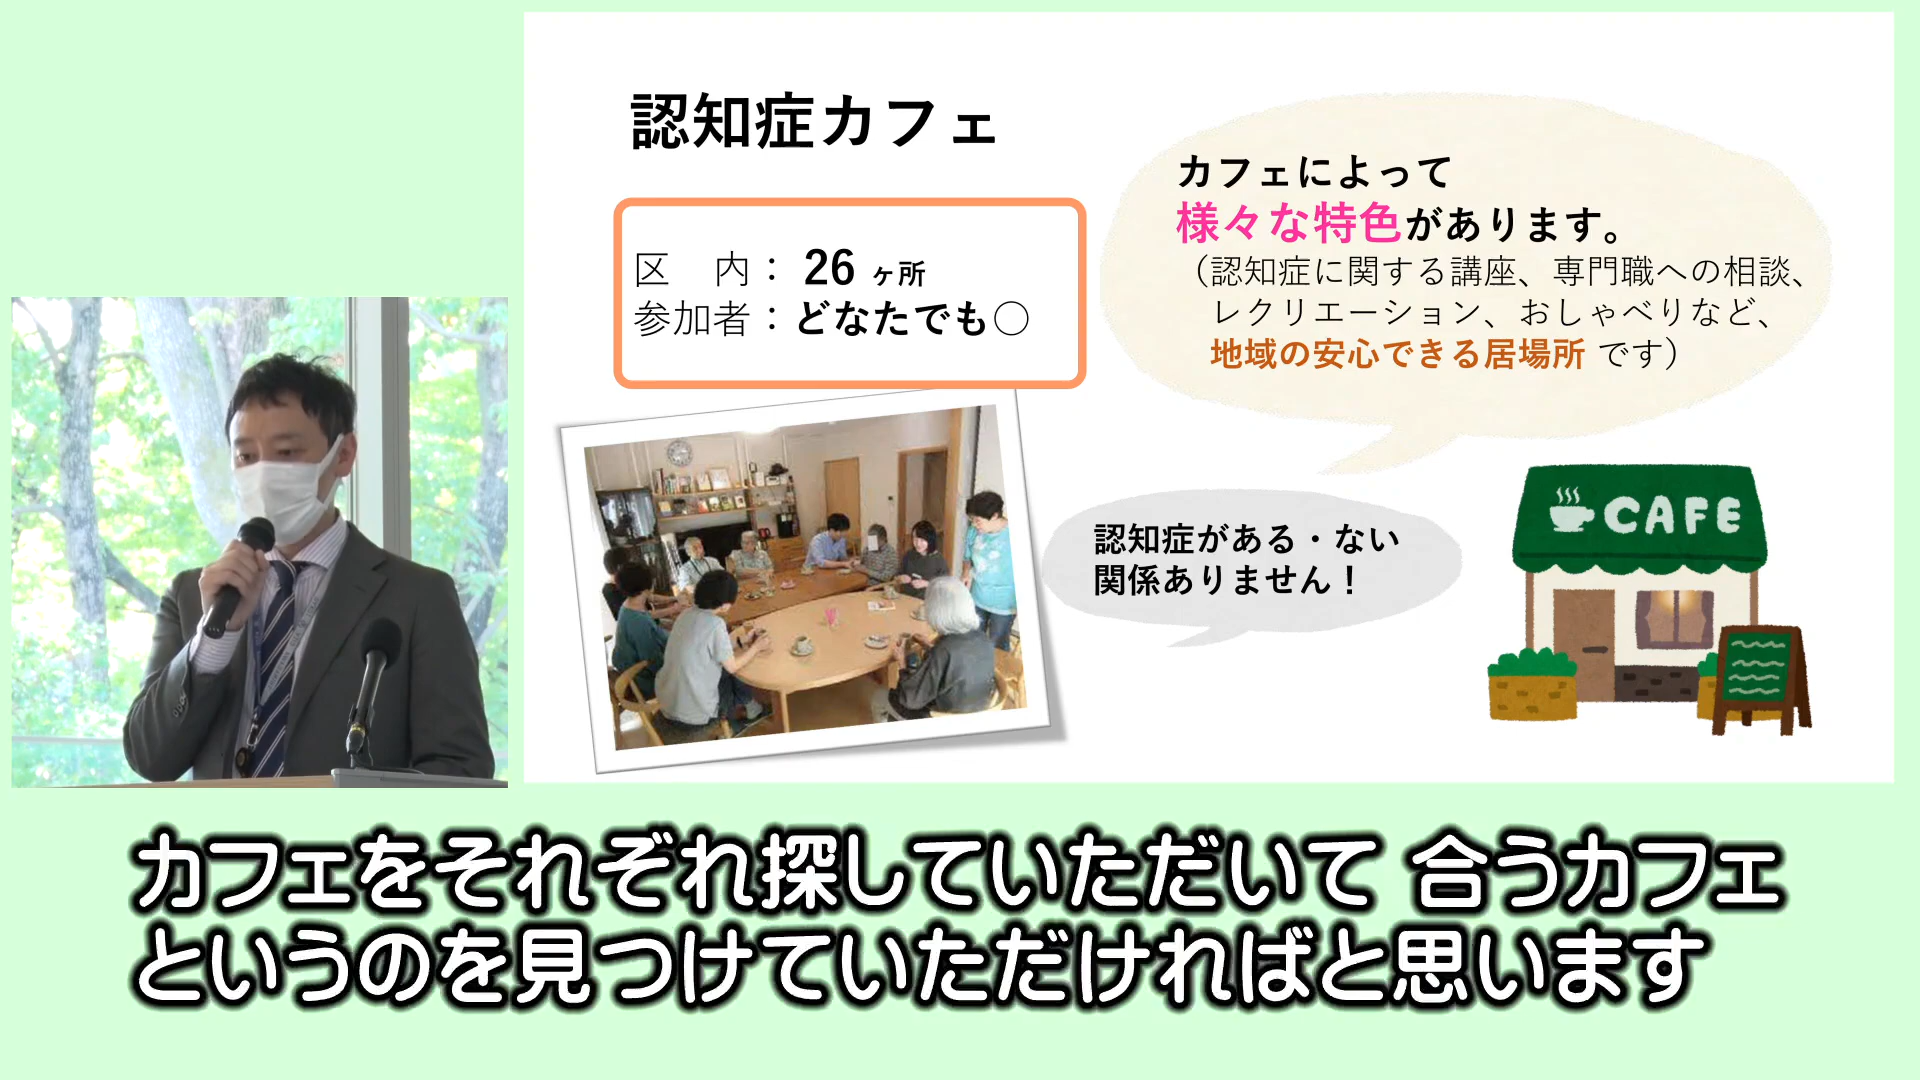 認知症カフェ
区　内： 26 ヶ所
参加者：どなたでも〇
カフェによって
様々な特色があります。
（認知症に関する講座、専門職への相談、
レクリエーション、おしゃべりなど、
地域の安心できる居場所 です）
認知症がある・ない
関係ありません！
CAFE
カフェをそれぞれ探していただいて 合うカフェ
というのを見つけていただければと思います